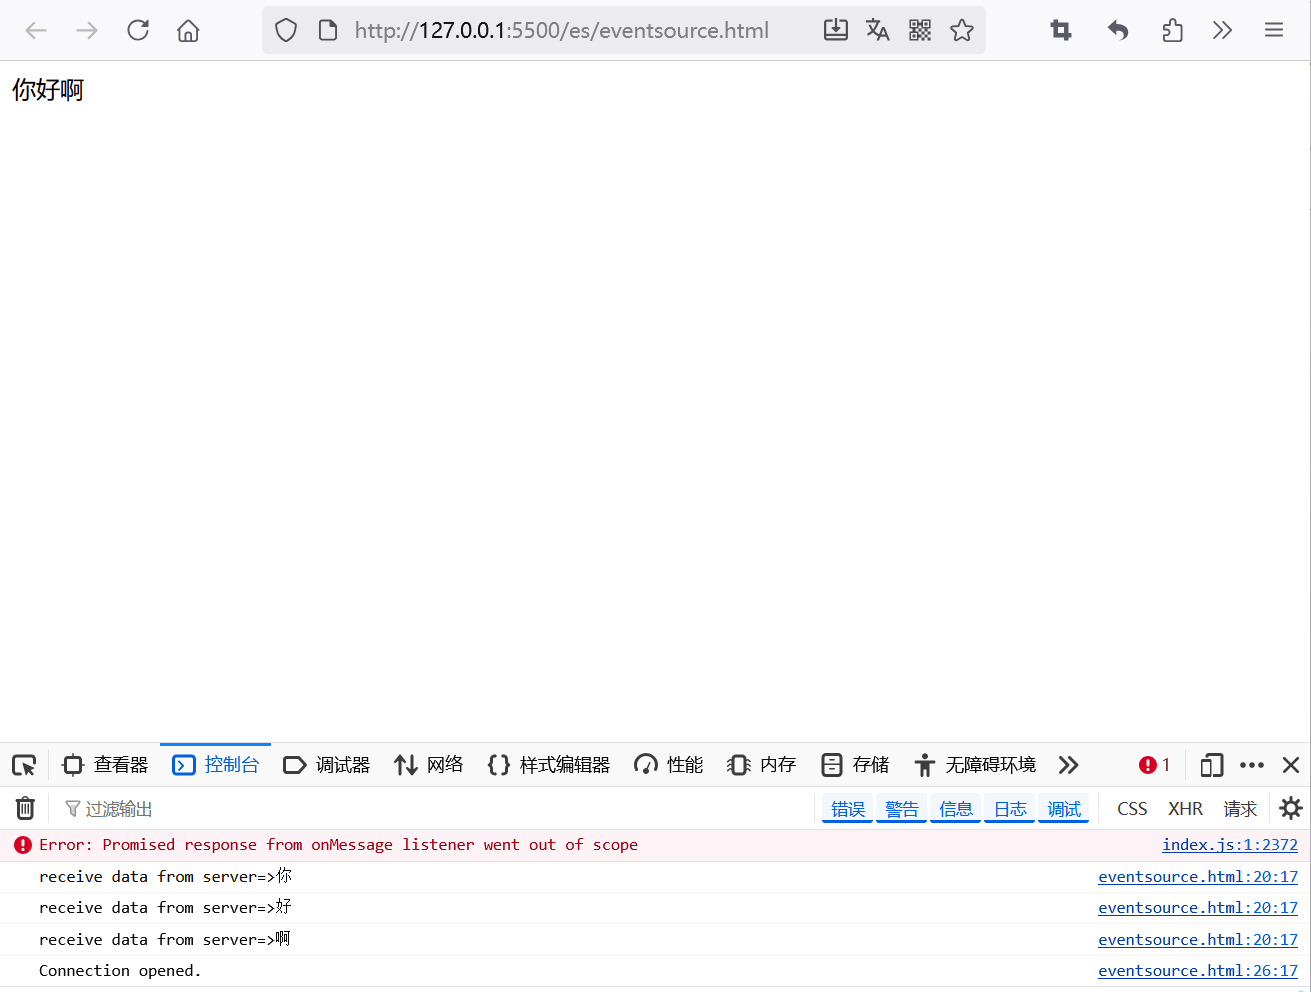 http://127.0.0.1:5500/es/eventsource.html
你好啊
查看器 控制台 调试器 网络 样式编辑器 性能 内存 存储 无障碍环境 1
过滤输出 错误 警告 信息 日志 调试 CSS XHR 请求
Error: Promised response from onMessage listener went out of scope index.js:1:2372
receive data from server=>你 eventsource.html:20:17
receive data from server=>好 eventsource.html:20:17
receive data from server=>啊 eventsource.html:20:17
Connection opened. eventsource.html:26:17